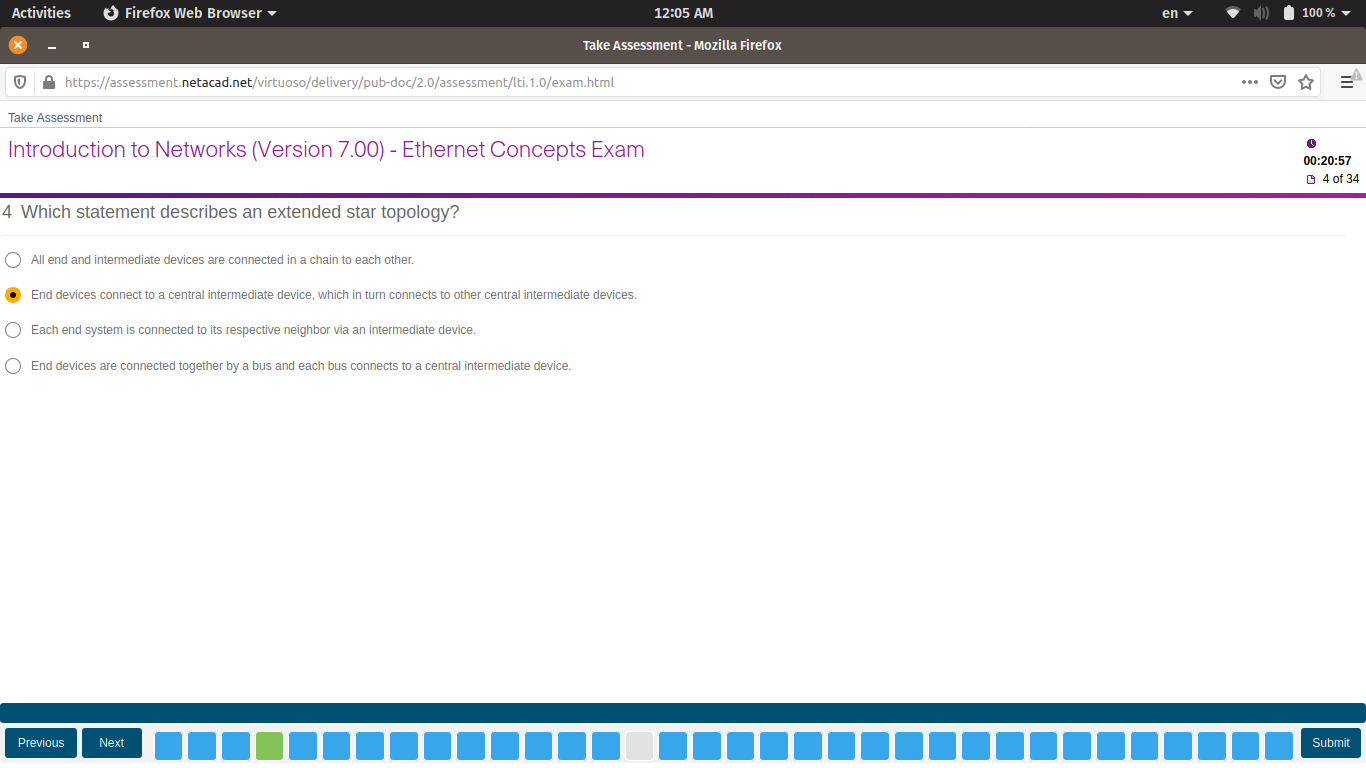 Activities Firefox Web Browser 12:05 AM en 100 %
Take Assessment - Mozilla Firefox
https://assessment.netacad.net/virtuoso/delivery/pub-doc/2.0/assessment/lti.1.0/exam.html
Take Assessment
Introduction to Networks (Version 7.00) - Ethernet Concepts Exam
00:20:57
4 of 34
4 Which statement describes an extended star topology?
All end and intermediate devices are connected in a chain to each other.
End devices connect to a central intermediate device, which in turn connects to other central intermediate devices.
Each end system is connected to its respective neighbor via an intermediate device.
End devices are connected together by a bus and each bus connects to a central intermediate device.
Previous Next Submit